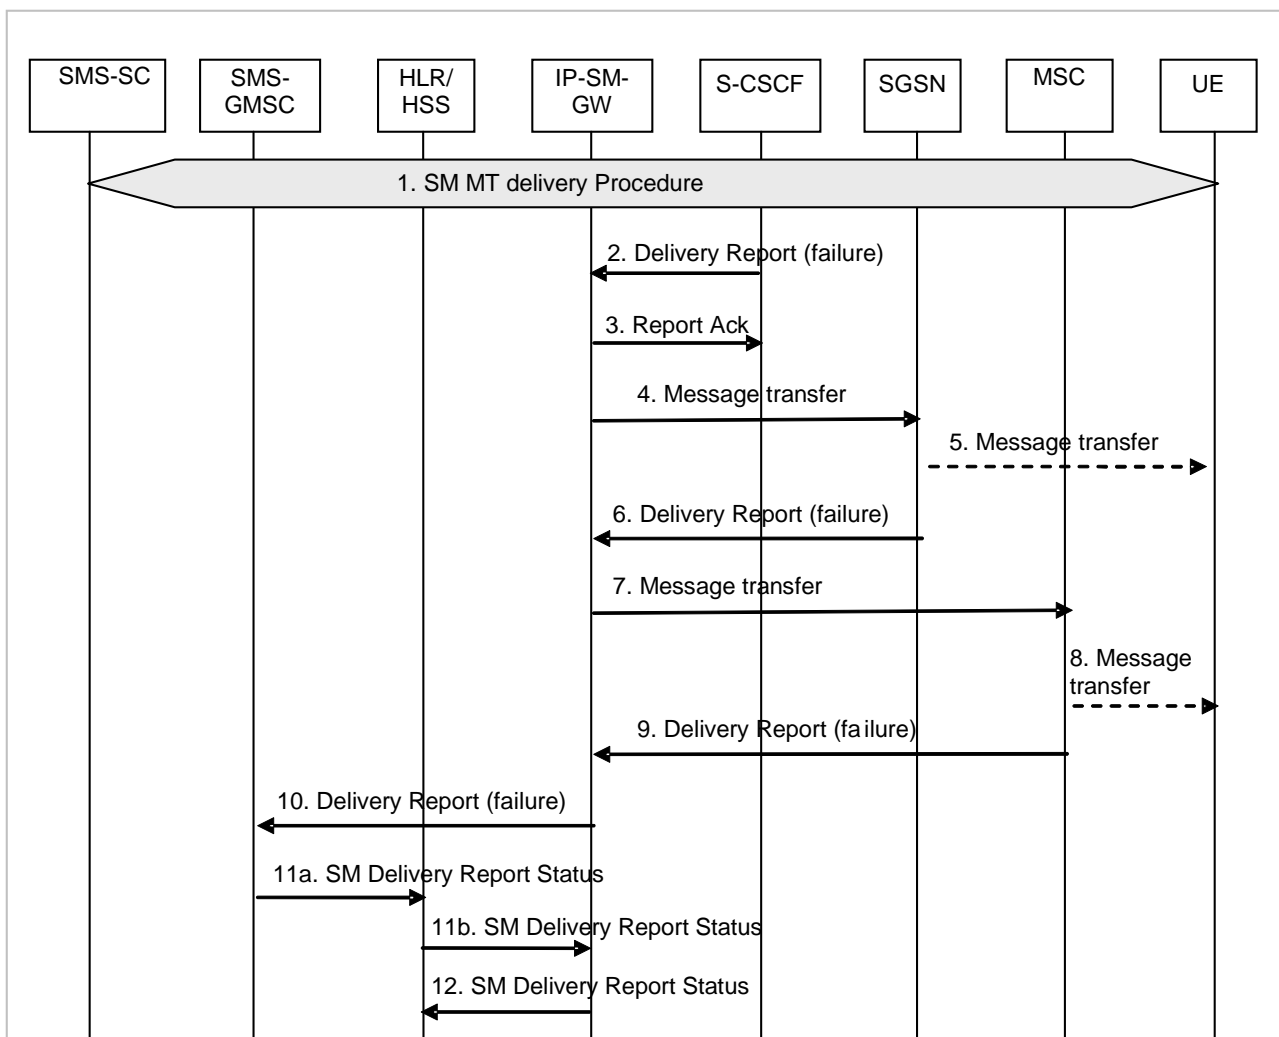 SMS-SC
SMS-
GMSC
HLR/
HSS
IP-SM-
GW
S-CSCF
SGSN
MSC
UE
1. SM MT delivery Procedure
2. Delivery Report (failure)
3. Report Ack
4. Message transfer
5. Message transfer
6. Delivery Report (failure)
7. Message transfer
8. Message
transfer
9. Delivery Report (failure)
10. Delivery Report (failure)
11a. SM Delivery Report Status
11b. SM Delivery Report Status
12. SM Delivery Report Status